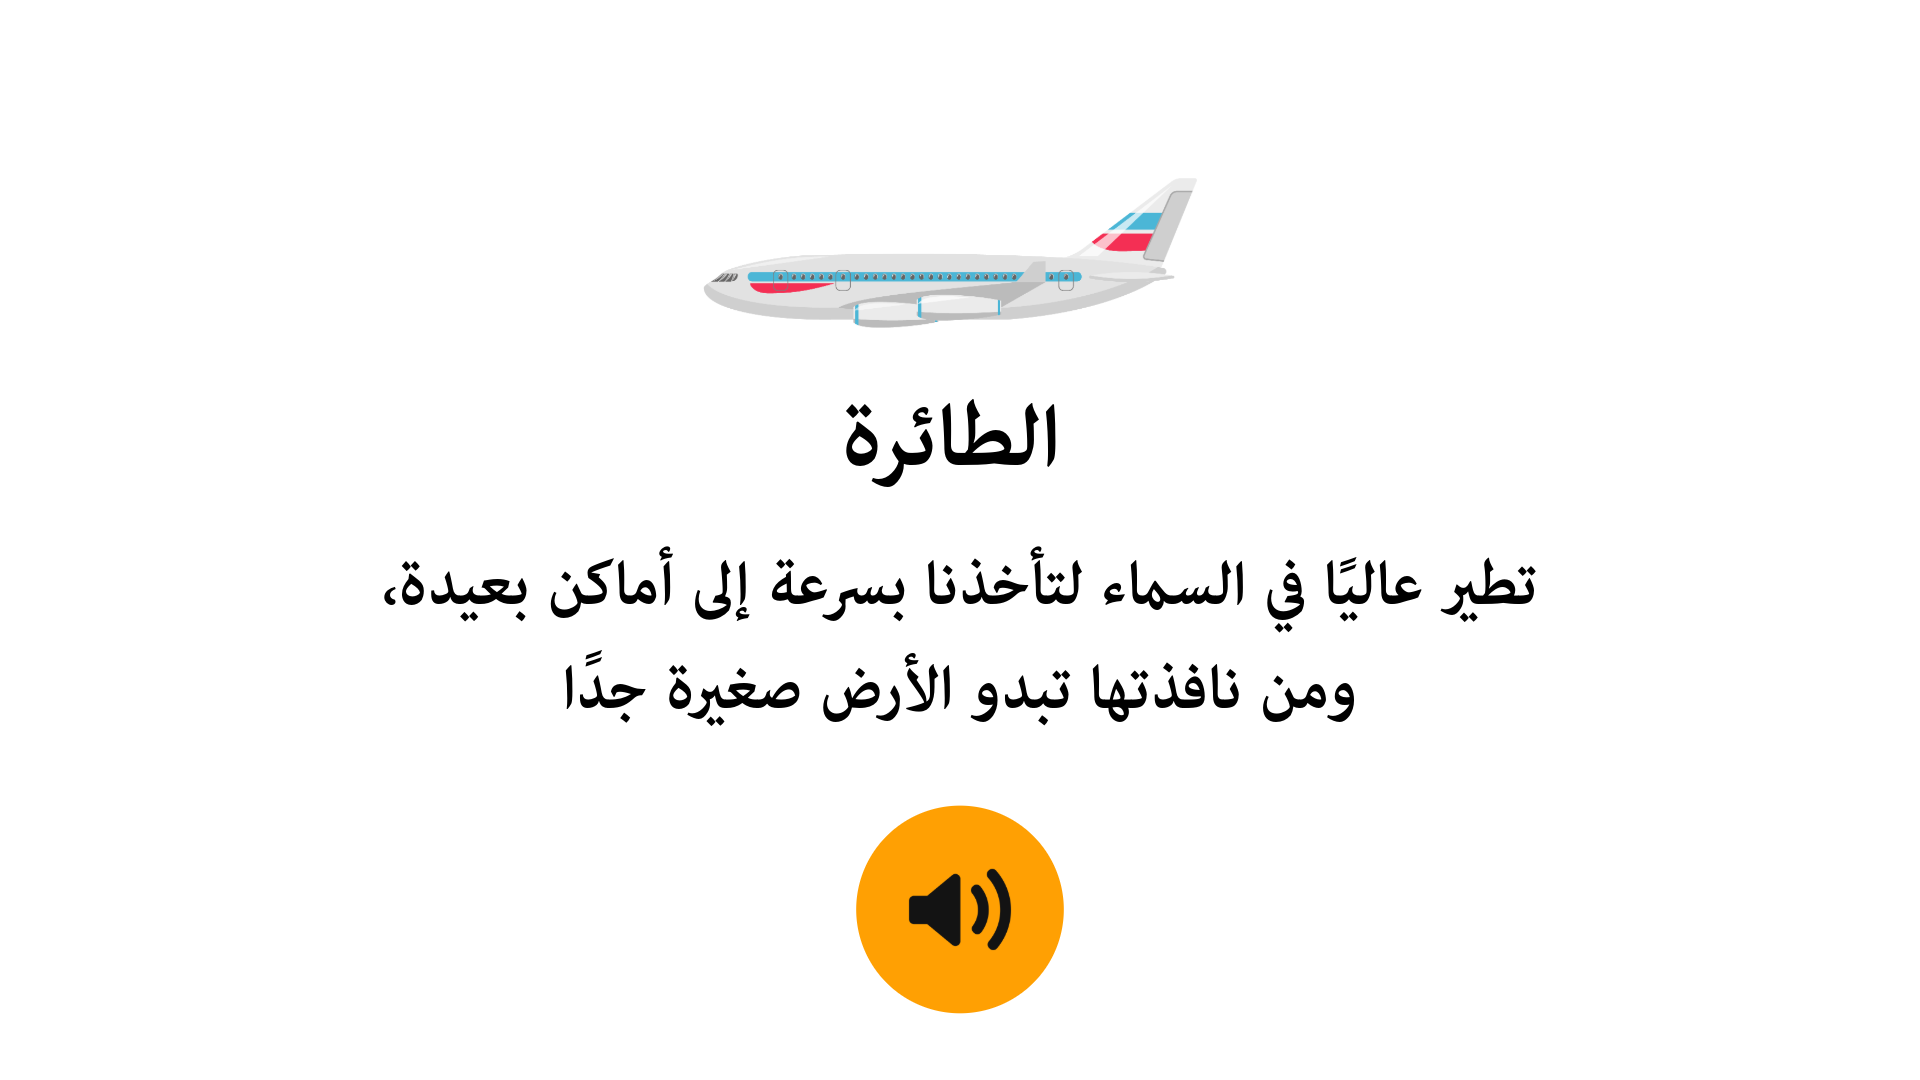 الطائرة
تطير عاليًا في السماء لتأخذنا بسرعة إلى أماكن بعيدة،
ومن نافذتها تبدو الأرض صغيرة جدًا